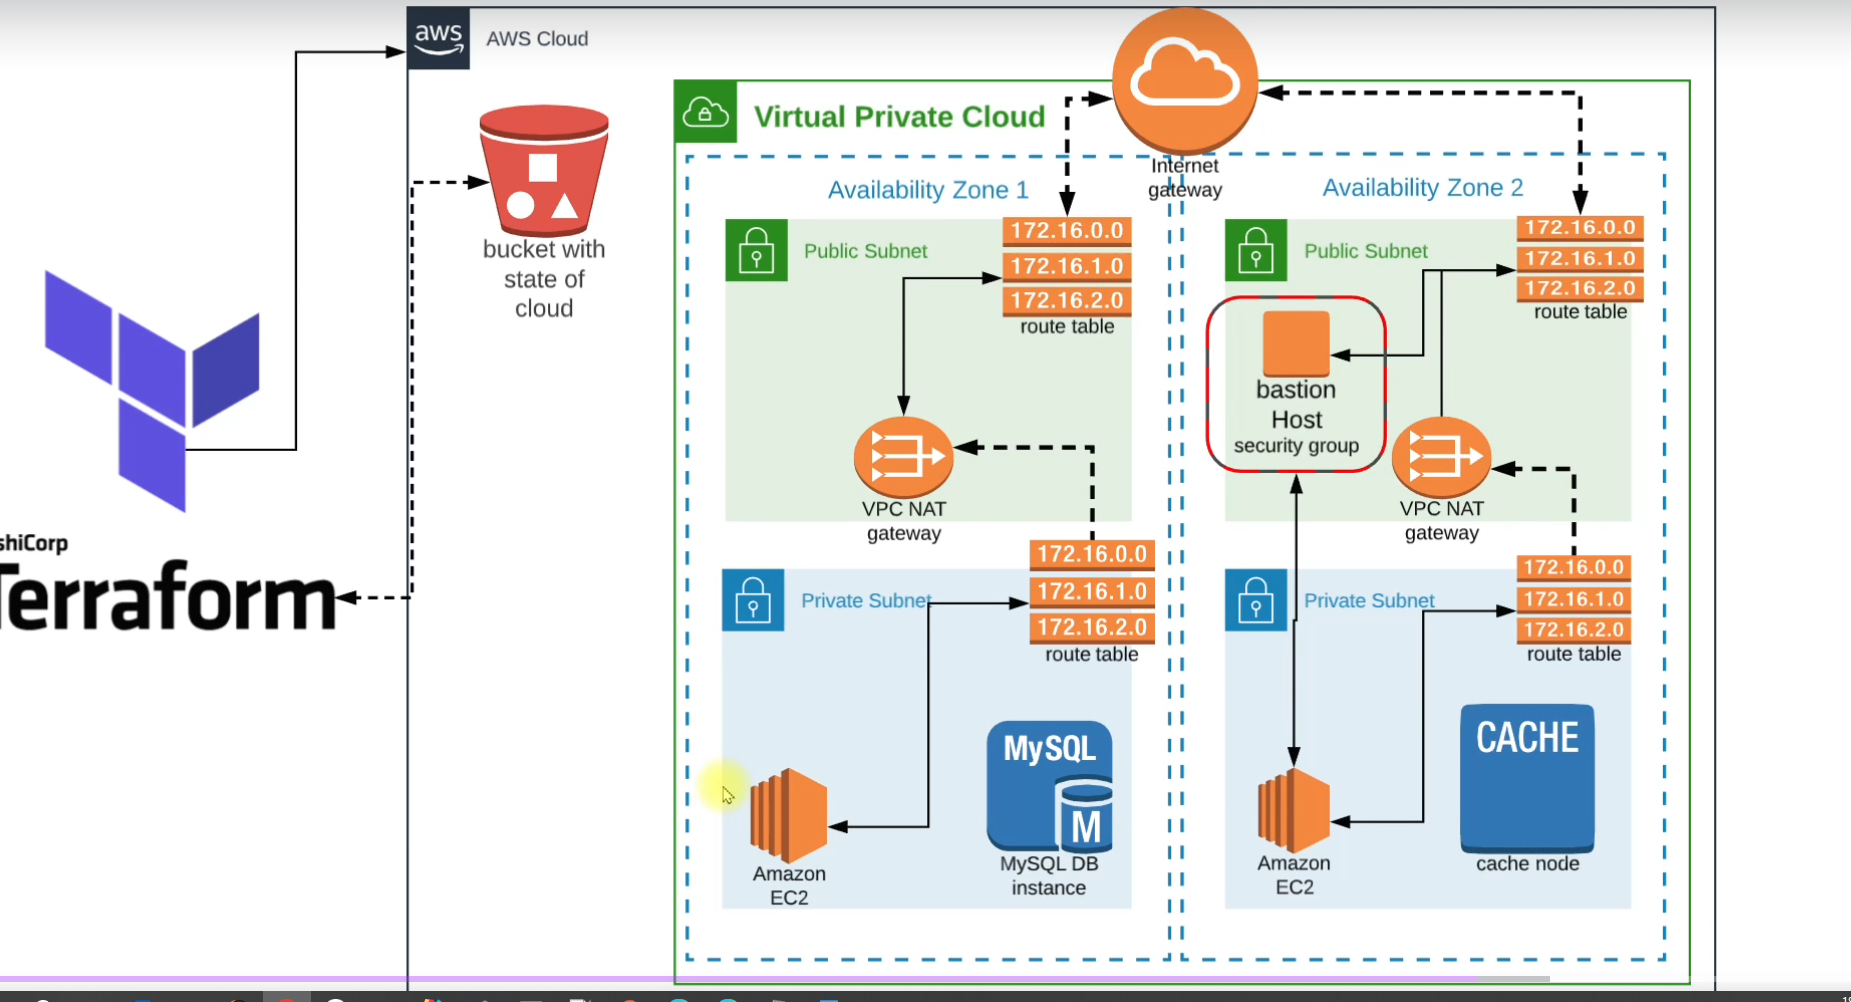 aws
AWS Cloud
bucket with
state of
cloud
shiCorp
Terraform
Virtual Private Cloud
Internet
gateway
Availability Zone 1
Public Subnet
172.16.0.0
172.16.1.0
172.16.2.0
route table
VPC NAT
gateway
Private Subnet
172.16.0.0
172.16.1.0
172.16.2.0
route table
Amazon
EC2
MySQL
M
MySQL DB
instance
Availability Zone 2
Public Subnet
172.16.0.0
172.16.1.0
172.16.2.0
route table
bastion
Host
security group
VPC NAT
gateway
Private Subnet
172.16.0.0
172.16.1.0
172.16.2.0
route table
Amazon
EC2
CACHE
cache node